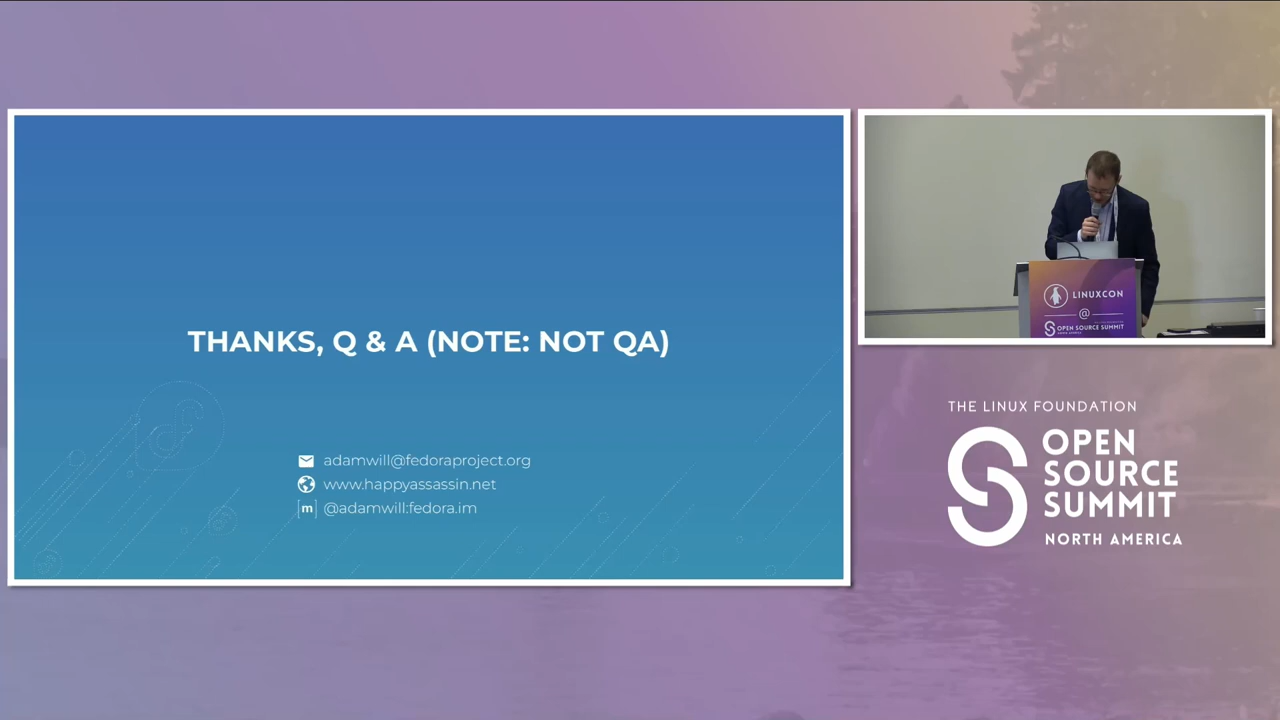 THANKS, Q & A (NOTE: NOT QA)
adamwill@fedoraproject.org
www.happyassassin.net
[m] @adamwill:fedora.im
LINUXCON
@
OPEN SOURCE SUMMIT
THE LINUX FOUNDATION
OPEN
SOURCE
SUMMIT
NORTH AMERICA